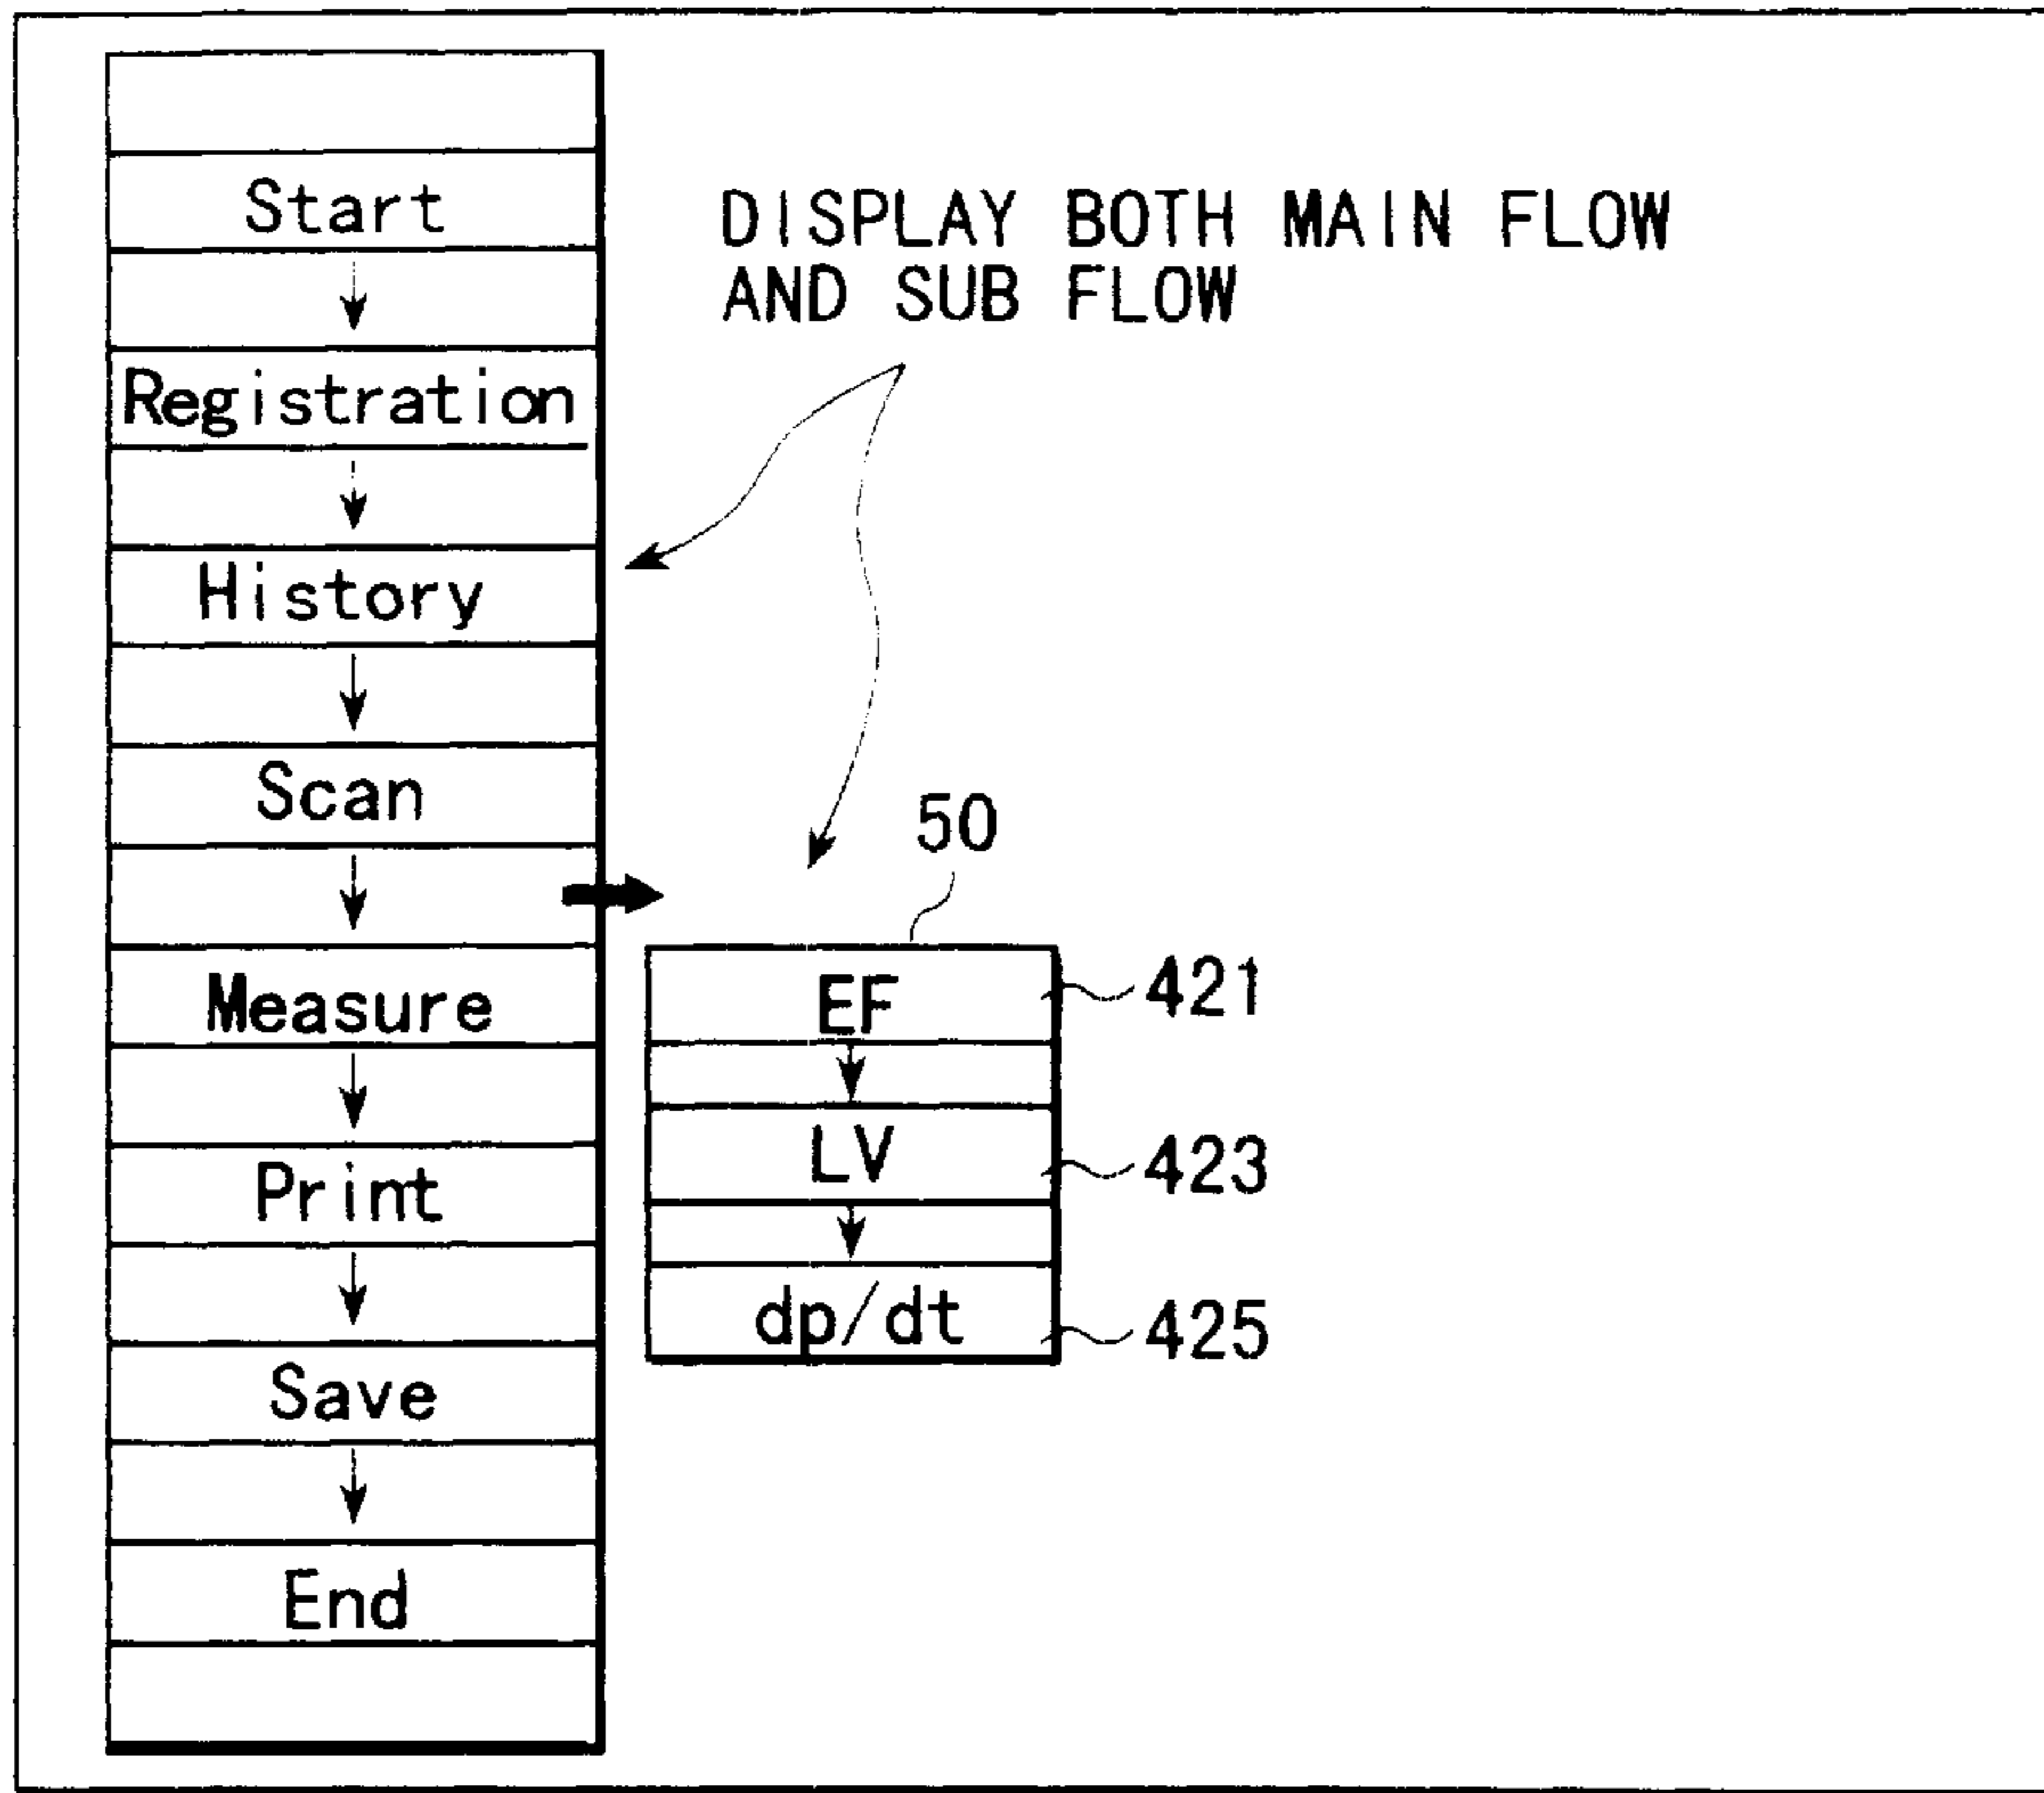 Start
Registration
History
Scan
Measure
Print
Save
End
DISPLAY BOTH MAIN FLOW
AND SUB FLOW
50
EF
421
LV
423
dp/dt
425